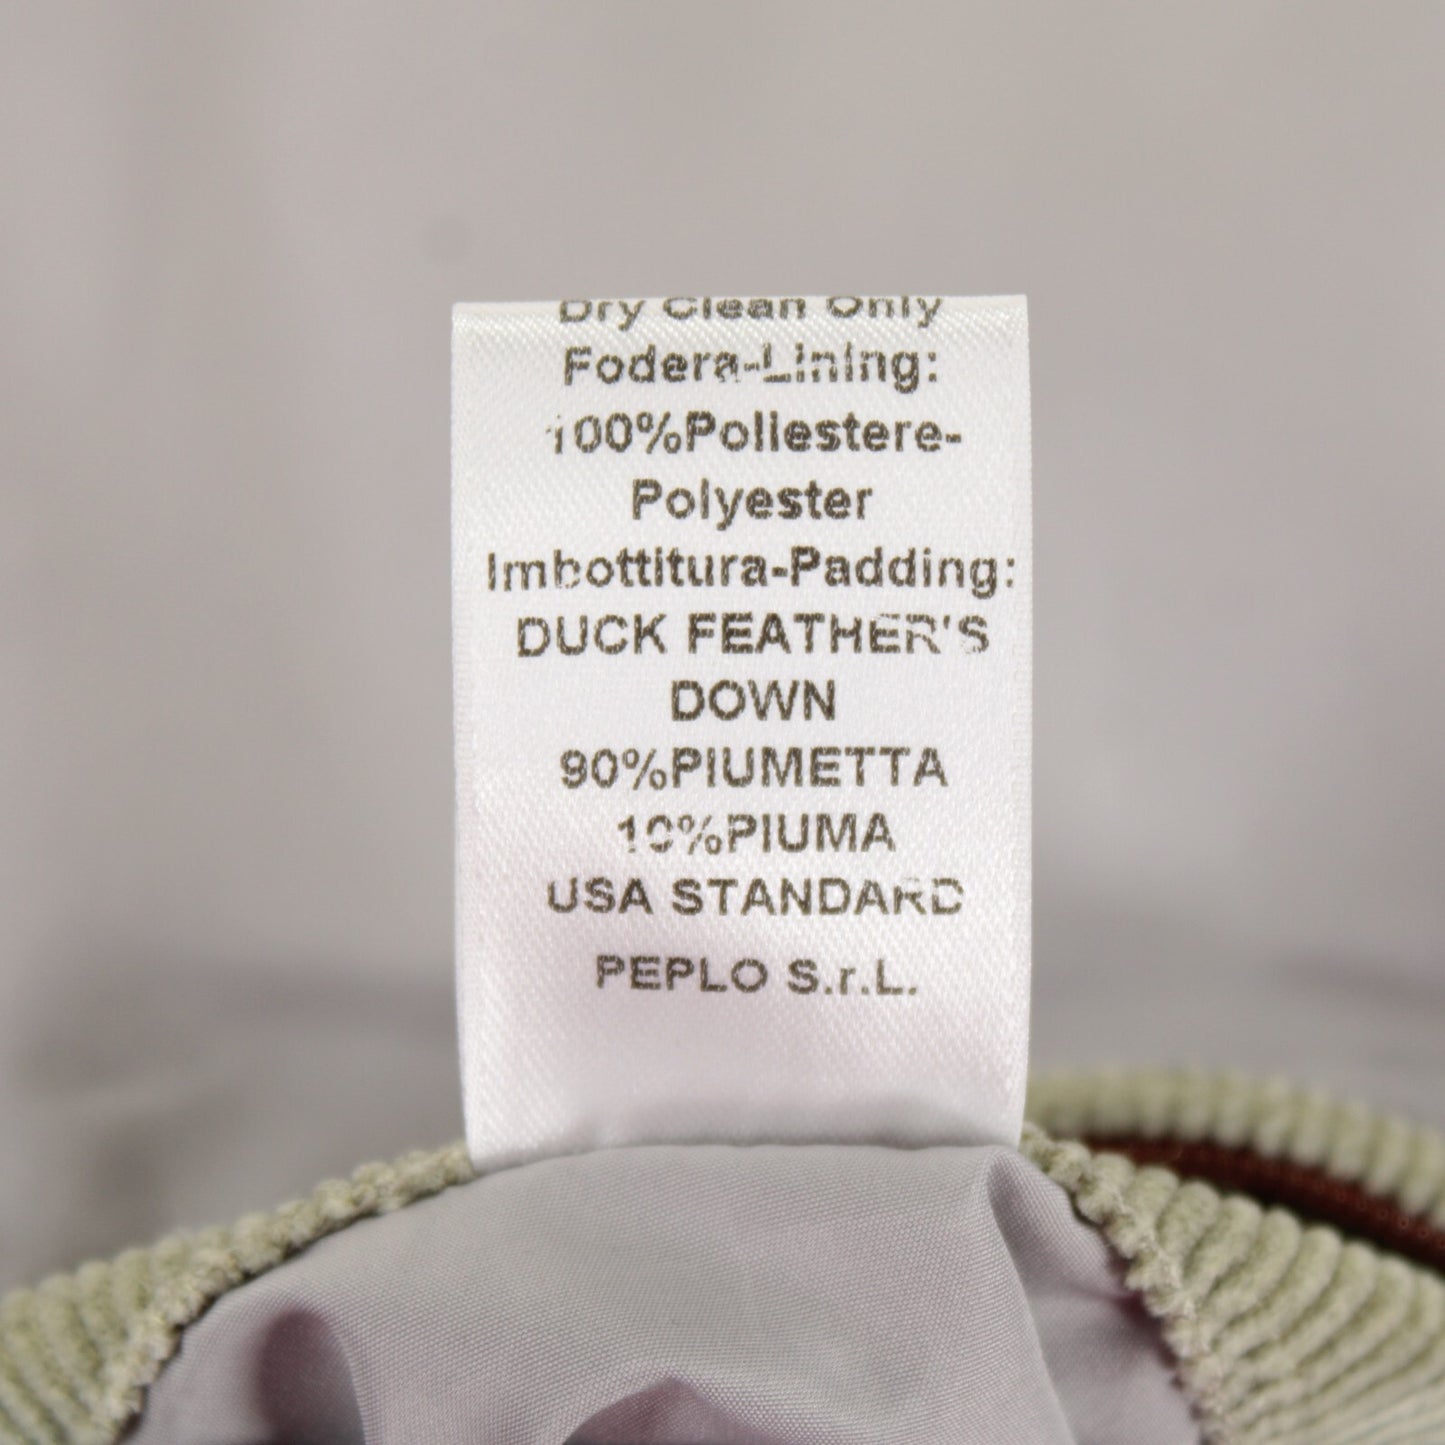 Dry Clean Only
Fodera-Lining:
100%Poliestere-
Polyester
Imbottitura-Padding:
DUCK FEATHER'S
DOWN
90%PIUMETTA
10%PIUMA
USA STANDARD
PEPLO S.r.L.